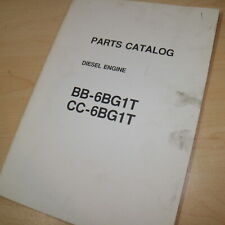 PARTS CATALOG
DIESEL ENGINE
BB-6BG1T
CC-6BG1T